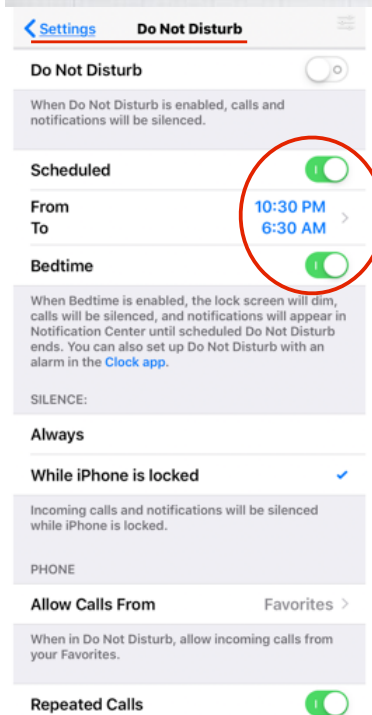 Settings Do Not Disturb
Do Not Disturb
When Do Not Disturb is enabled, calls and
notifications will be silenced.
Scheduled
From 10:30 PM
To 6:30 AM
Bedtime
When Bedtime is enabled, the lock screen will dim,
calls will be silenced, and notifications will appear in
Notification Center until scheduled Do Not Disturb
ends. You can also set up Do Not Disturb with an
alarm in the Clock app.
SILENCE:
Always
While iPhone is locked
Incoming calls and notifications will be silenced
while iPhone is locked.
PHONE
Allow Calls From Favorites
When in Do Not Disturb, allow incoming calls from
your Favorites.
Repeated Calls